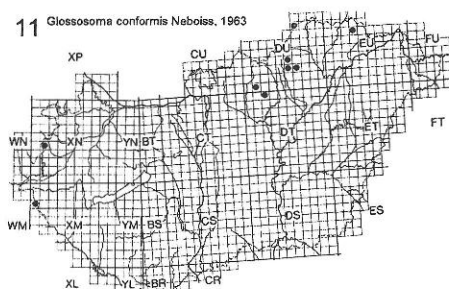 11 Glossosoma conformis Neboiss, 1963
XP CU DU EU FU
WN XN YN BT CT DT ET FT
WM XM YM BS CS DS ES
XL YL BR CR